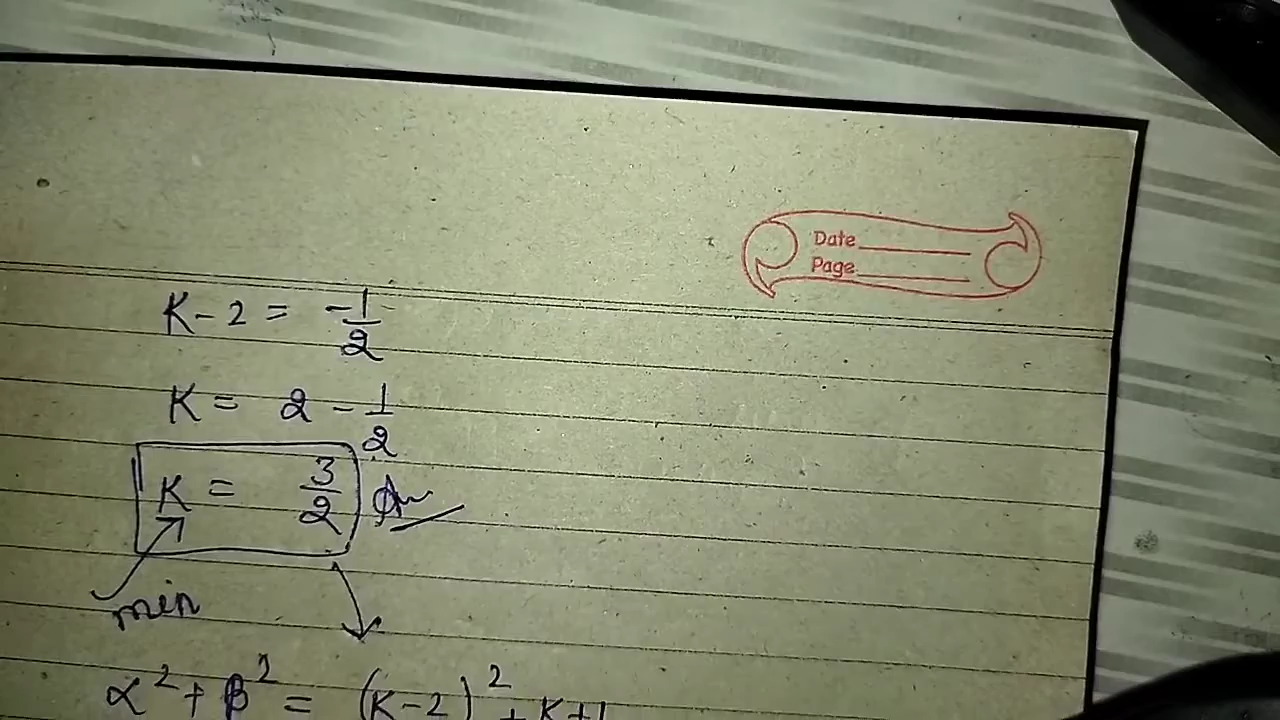 Date
Page
K - 2 = -1/2
K = 2 - 1/2
K = 3/2 Ans
min
α² + β² = (K-2)² + K+1